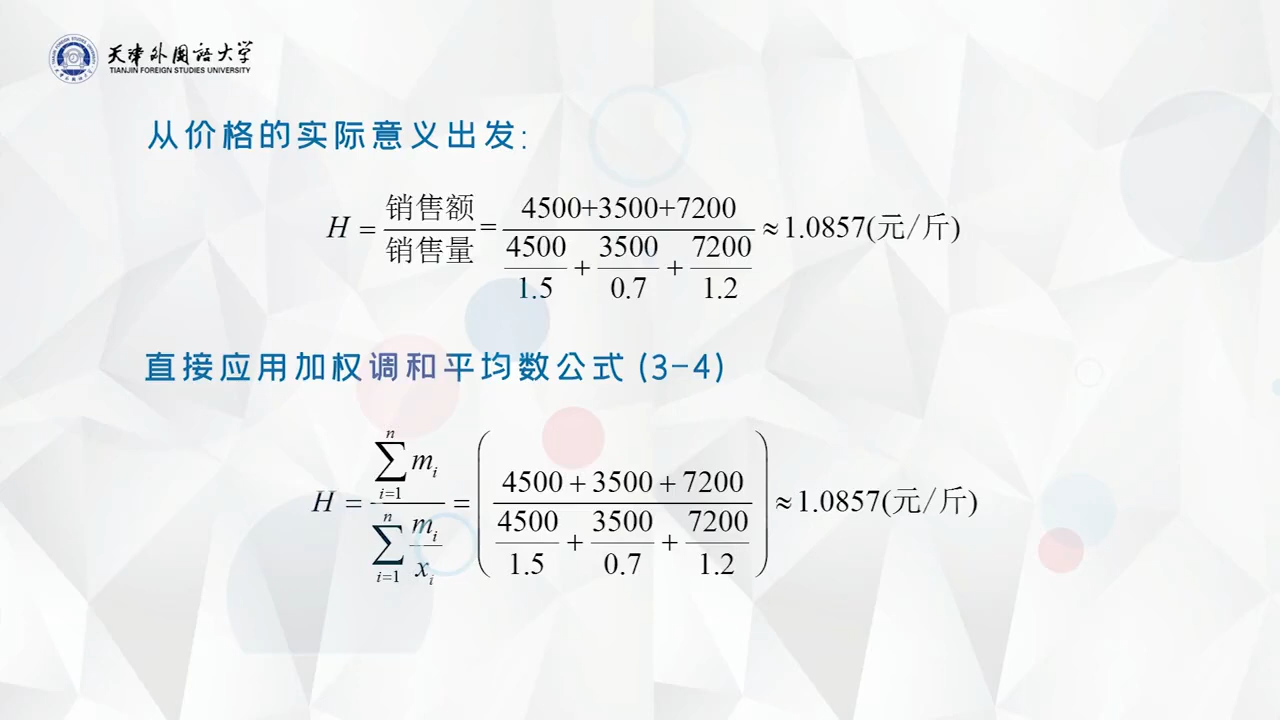 天津外国语大学
TIANJIN FOREIGN STUDIES UNIVERSITY
从价格的实际意义出发:
H = 销售额/销售量 = (4500+3500+7200)/(4500/1.5 + 3500/0.7 + 7200/1.2) ≈ 1.0857(元/斤)
直接应用加权调和平均数公式 (3-4)
H = (∑_{i=1}^{n} m_i)/(∑_{i=1}^{n} m_i/x_i) = ((4500 + 3500 + 7200)/(4500/1.5 + 3500/0.7 + 7200/1.2)) ≈ 1.0857(元/斤)